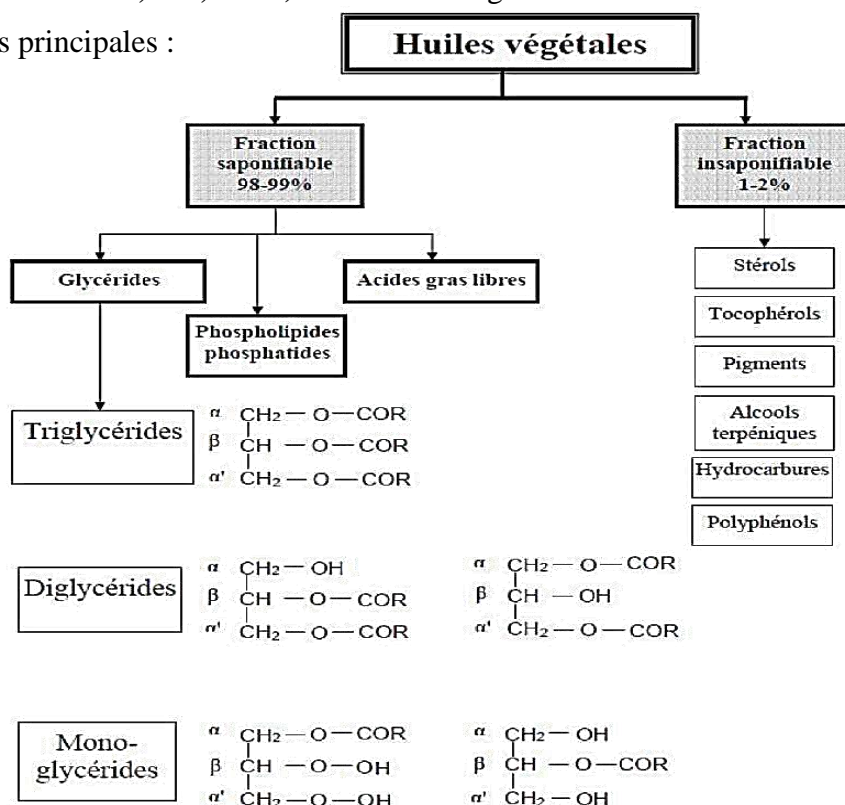 s principales :
Huiles végétales
Fraction
saponifiable
98-99%
Fraction
insaponifiable
1-2%
Glycérides
Acides gras libres
Phospholipides
phosphatides
Stérols
Tocophérols
Pigments
Alcools
terpéniques
Hydrocarbures
Polyphénols
Triglycérides
α CH₂— O—COR
β CH —O—COR
α' CH₂—O—COR
Diglycérides
α CH₂— OH
β CH —O—COR
α' CH₂—O—COR
α CH₂—O—COR
β CH —OH
α' CH₂—O—COR
Mono-
glycérides
α CH₂—O—COR
β CH —O—OH
α' CH₂—O—OH
α CH₂— OH
β CH —O—COR
α' CH₂—OH